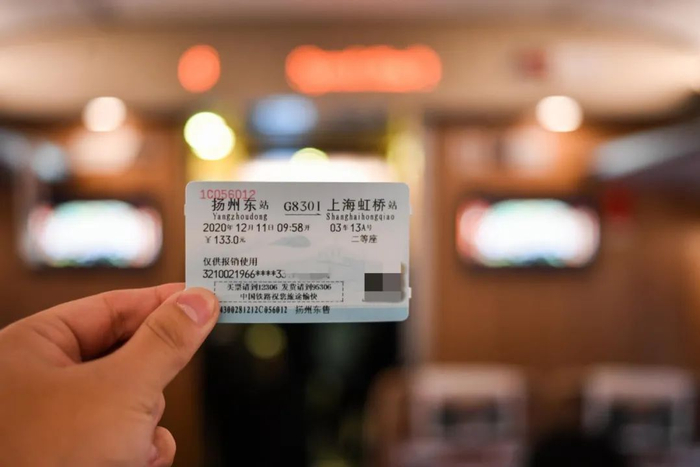 1C056012
扬州东站 G8301 上海虹桥站
Yangzhoudong Shanghaihongqiao
2020年12月11日09:58开 03车13A号
¥133.0元 二等座
仅供报销使用
3210021966****33
买票请到12306 发货请到95306
中国铁路祝您旅途愉快
扬州东售